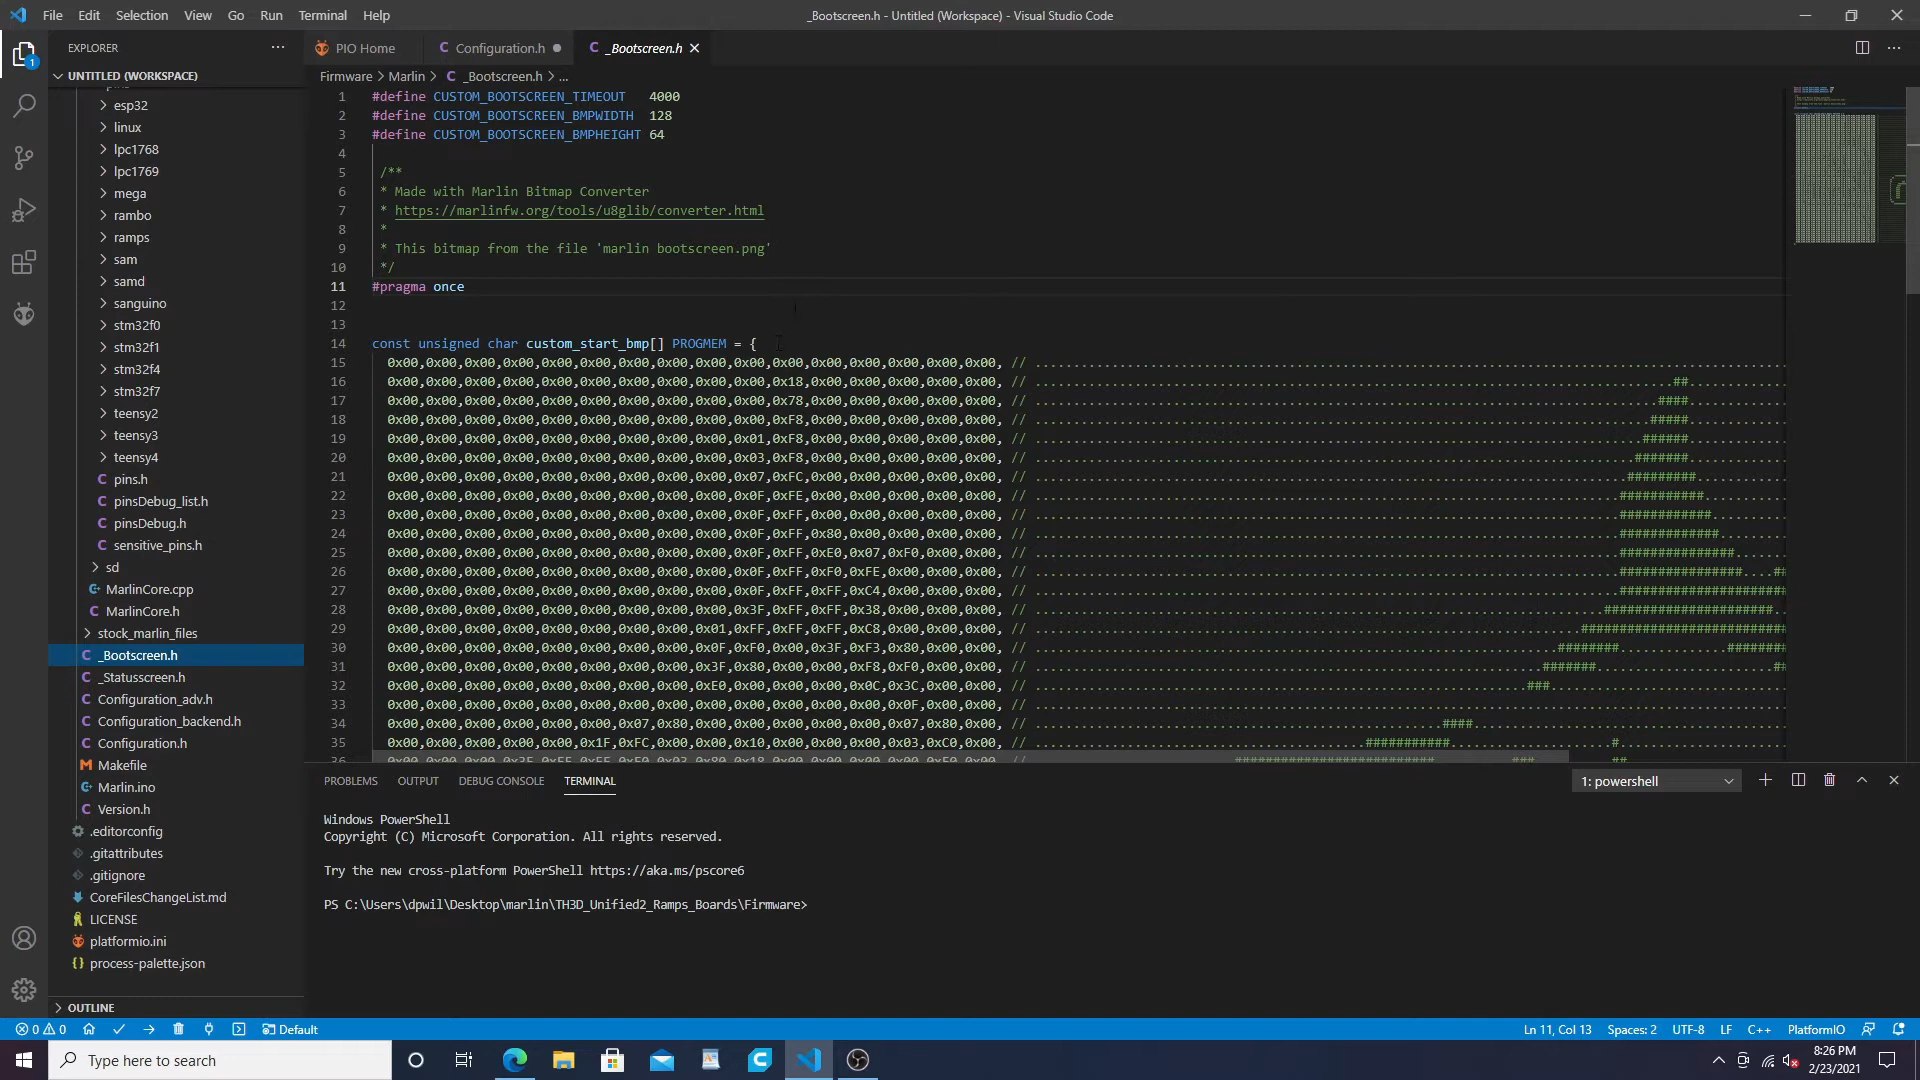 File Edit Selection View Go Run Terminal Help
_Bootscreen.h - Untitled (Workspace) - Visual Studio Code
EXPLORER
PIO Home
Configuration.h
_Bootscreen.h
UNTITLED (WORKSPACE)
Firmware > Marlin > _Bootscreen.h > ...
esp32
linux
lpc1768
lpc1769
mega
rambo
ramps
sam
samd
sanguino
stm32f0
stm32f1
stm32f4
stm32f7
teensy2
teensy3
teensy4
pins.h
pinsDebug_list.h
pinsDebug.h
sensitive_pins.h
sd
MarlinCore.cpp
MarlinCore.h
stock_marlin_files
_Bootscreen.h
_Statusscreen.h
Configuration_adv.h
Configuration_backend.h
Configuration.h
Makefile
Marlin.ino
Version.h
.editorconfig
.gitattributes
.gitignore
CoreFilesChangeList.md
LICENSE
platformio.ini
process-palette.json
OUTLINE
1 #define CUSTOM_BOOTSCREEN_TIMEOUT 4000
2 #define CUSTOM_BOOTSCREEN_BMPWIDTH 128
3 #define CUSTOM_BOOTSCREEN_BMPHEIGHT 64
4
5 /**
6 * Made with Marlin Bitmap Converter
7 * https://marlinfw.org/tools/u8glib/converter.html
8 *
9 * This bitmap from the file 'marlin bootscreen.png'
10 */
11 #pragma once
12
13
14 const unsigned char custom_start_bmp[] PROGMEM = {
15 0x00,0x00,0x00,0x00,0x00,0x00,0x00,0x00,0x00,0x00,0x00,0x00,0x00,0x00,0x00,0x00, //
16 0x00,0x00,0x00,0x00,0x00,0x00,0x00,0x00,0x00,0x00,0x18,0x00,0x00,0x00,0x00,0x00, //
17 0x00,0x00,0x00,0x00,0x00,0x00,0x00,0x00,0x00,0x00,0x78,0x00,0x00,0x00,0x00,0x00, //
18 0x00,0x00,0x00,0x00,0x00,0x00,0x00,0x00,0x00,0x00,0xF8,0x00,0x00,0x00,0x00,0x00, //
19 0x00,0x00,0x00,0x00,0x00,0x00,0x00,0x00,0x00,0x01,0xF8,0x00,0x00,0x00,0x00,0x00, //
20 0x00,0x00,0x00,0x00,0x00,0x00,0x00,0x00,0x00,0x03,0xF8,0x00,0x00,0x00,0x00,0x00, //
21 0x00,0x00,0x00,0x00,0x00,0x00,0x00,0x00,0x00,0x07,0xFC,0x00,0x00,0x00,0x00,0x00, //
22 0x00,0x00,0x00,0x00,0x00,0x00,0x00,0x00,0x00,0x0F,0xFE,0x00,0x00,0x00,0x00,0x00, //
23 0x00,0x00,0x00,0x00,0x00,0x00,0x00,0x00,0x00,0x0F,0xFF,0x00,0x00,0x00,0x00,0x00, //
24 0x00,0x00,0x00,0x00,0x00,0x00,0x00,0x00,0x00,0x0F,0xFF,0x80,0x00,0x00,0x00,0x00, //
25 0x00,0x00,0x00,0x00,0x00,0x00,0x00,0x00,0x00,0x0F,0xFF,0xE0,0x07,0xF0,0x00,0x00, //
26 0x00,0x00,0x00,0x00,0x00,0x00,0x00,0x00,0x00,0x0F,0xFF,0xF0,0xFE,0x00,0x00,0x00, //
27 0x00,0x00,0x00,0x00,0x00,0x00,0x00,0x00,0x00,0x0F,0xFF,0xFF,0xC4,0x00,0x00,0x00, //
28 0x00,0x00,0x00,0x00,0x00,0x00,0x00,0x00,0x00,0x3F,0xFF,0xFF,0x38,0x00,0x00,0x00, //
29 0x00,0x00,0x00,0x00,0x00,0x00,0x00,0x00,0x01,0xFF,0xFF,0xFF,0xC8,0x00,0x00,0x00, //
30 0x00,0x00,0x00,0x00,0x00,0x00,0x00,0x00,0x0F,0xF0,0x00,0x3F,0xF3,0x80,0x00,0x00, //
31 0x00,0x00,0x00,0x00,0x00,0x00,0x00,0x00,0x3F,0x80,0x00,0x00,0xF8,0xF0,0x00,0x00, //
32 0x00,0x00,0x00,0x00,0x00,0x00,0x00,0x00,0xE0,0x00,0x00,0x00,0x0C,0x3C,0x00,0x00, //
33 0x00,0x00,0x00,0x00,0x00,0x00,0x00,0x00,0x00,0x00,0x00,0x00,0x00,0x0F,0x00,0x00, //
34 0x00,0x00,0x00,0x00,0x00,0x00,0x07,0x80,0x00,0x00,0x00,0x00,0x00,0x07,0x80,0x00, //
35 0x00,0x00,0x00,0x00,0x00,0x1F,0xFC,0x00,0x00,0x10,0x00,0x00,0x00,0x03,0xC0,0x00, //
PROBLEMS OUTPUT DEBUG CONSOLE TERMINAL
1: powershell
Windows PowerShell
Copyright (C) Microsoft Corporation. All rights reserved.
Try the new cross-platform PowerShell https://aka.ms/pscore6
PS C:\Users\dpwil\Desktop\marlin\TH3D_Unified2_Ramps_Boards\Firmware>
0 0 Default
Ln 11, Col 13 Spaces: 2 UTF-8 LF C++ PlatformIO
Type here to search
8:26 PM
2/23/2021